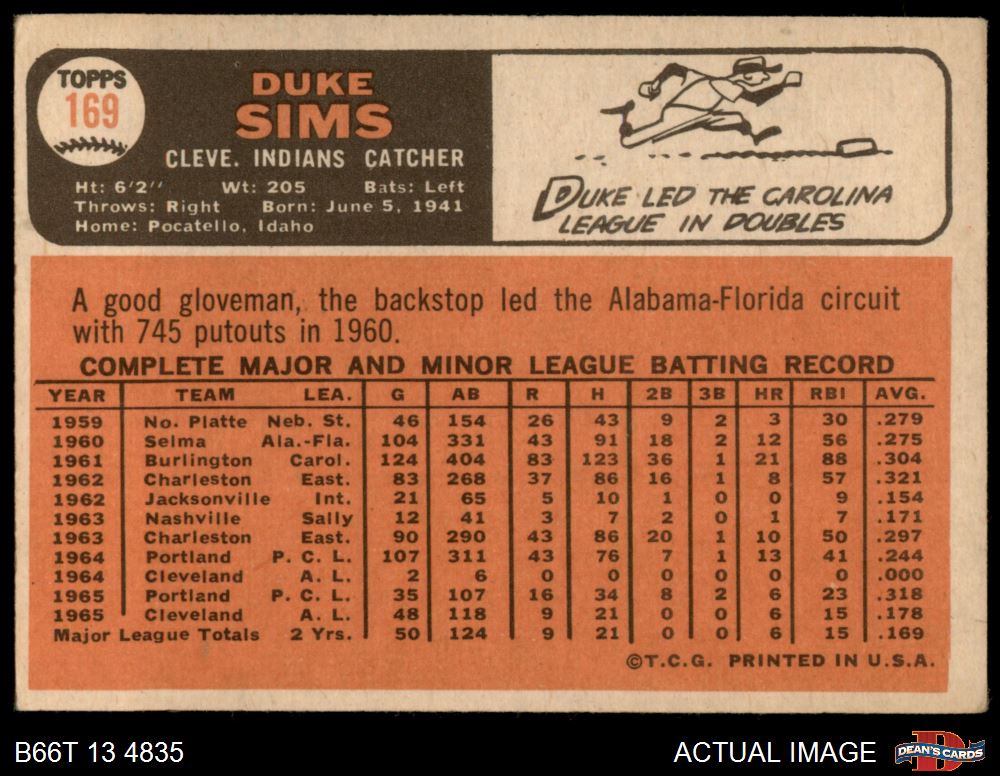 TOPPS
169
DUKE
SIMS
CLEVE. INDIANS CATCHER
Ht: 6'2'' Wt: 205 Bats: Left
Throws: Right Born: June 5, 1941
Home: Pocatello, Idaho
DUKE LED THE CAROLINA
LEAGUE IN DOUBLES
A good gloveman, the backstop led the Alabama-Florida circuit
with 745 putouts in 1960.
COMPLETE MAJOR AND MINOR LEAGUE BATTING RECORD
YEAR TEAM LEA. G AB R H 2B 3B HR RBI AVG.
1959 No. Platte Neb. St. 46 154 26 43 9 2 3 30 .279
1960 Selma Ala.-Fla. 104 331 43 91 18 2 12 56 .275
1961 Burlington Carol. 124 404 83 123 36 1 21 88 .304
1962 Charleston East. 83 268 37 86 16 1 8 57 .321
1962 Jacksonville Int. 21 65 5 10 1 0 0 9 .154
1963 Nashville Sally 12 41 3 7 2 0 1 7 .171
1963 Charleston East. 90 290 43 86 20 1 10 50 .297
1964 Portland P. C. L. 107 311 43 76 7 1 13 41 .244
1964 Cleveland A. L. 2 6 0 0 0 0 0 0 .000
1965 Portland P. C. L. 35 107 16 34 8 2 6 23 .318
1965 Cleveland A. L. 48 118 9 21 0 0 6 15 .178
Major League Totals 2 Yrs. 50 124 9 21 0 0 6 15 .169
©T.C.G. PRINTED IN U.S.A.
B66T 13 4835 ACTUAL IMAGE
DEAN'S CARDS